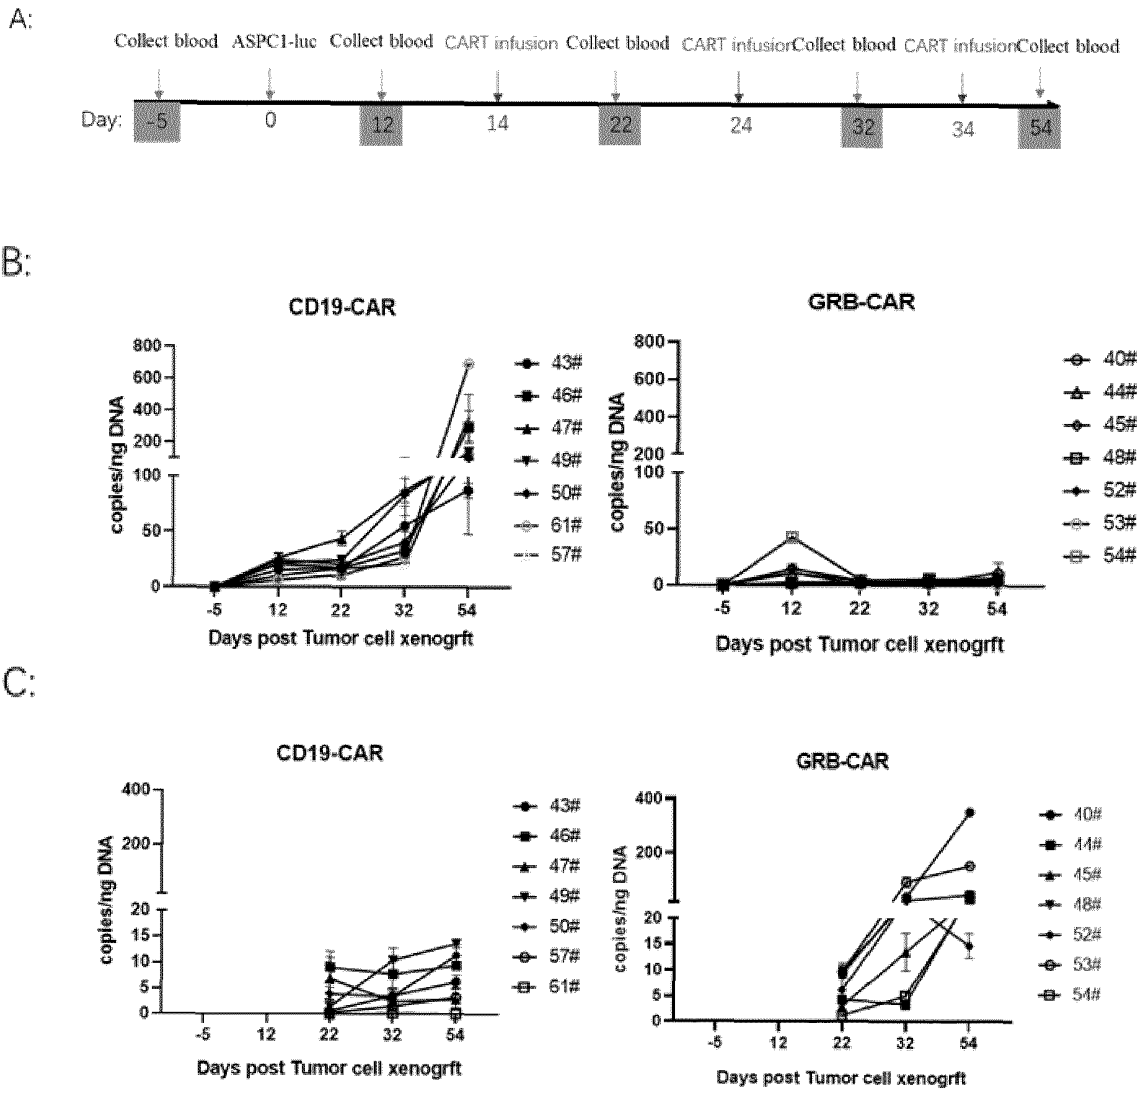 A:
Collect blood ASPC1-luc Collect blood CART infusion Collect blood CART infusion Collect blood CART infusion Collect blood
Day: -5 0 12 14 22 24 32 34 54
B:
CD19-CAR
800
600
400
200
100
50
0
copies/ng DNA
-5 12 22 32 54
Days post Tumor cell xenogrft
43#
46#
47#
49#
50#
61#
57#
GRB-CAR
800
600
400
200
100
50
0
copies/ng DNA
-5 12 22 32 54
Days post Tumor cell xenogrft
40#
44#
45#
48#
52#
53#
54#
C:
CD19-CAR
400
200
20
15
10
5
0
copies/ng DNA
-5 12 22 32 54
Days post Tumor cell xenogrft
43#
46#
47#
49#
50#
57#
61#
GRB-CAR
400
200
20
15
10
5
0
copies/ng DNA
-5 12 22 32 54
Days post Tumor cell xenogrft
40#
44#
45#
48#
52#
53#
54#